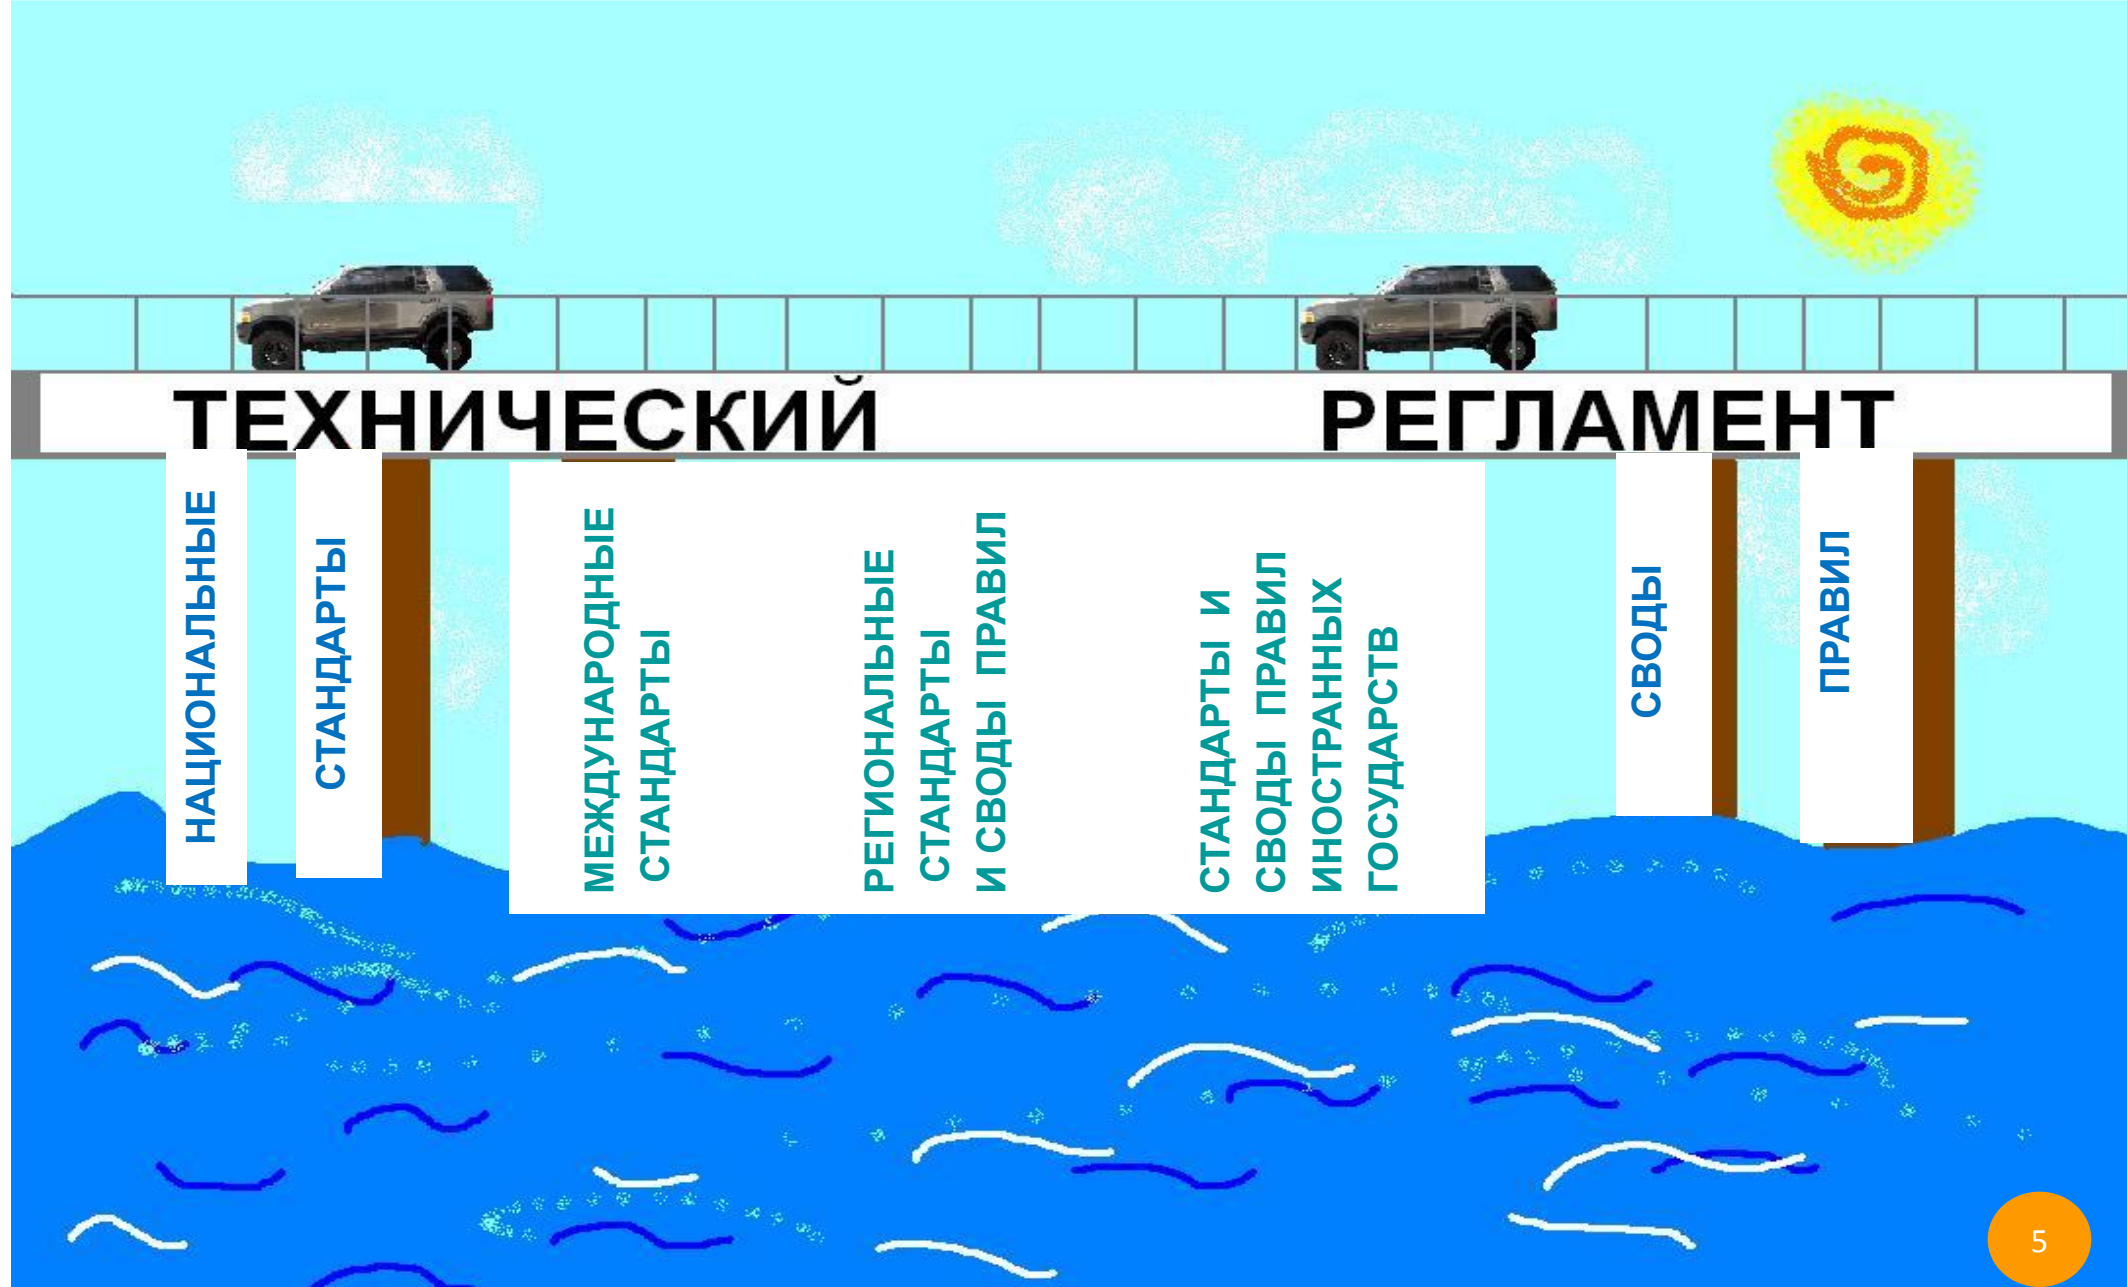 ТЕХНИЧЕСКИЙ РЕГЛАМЕНТ
НАЦИОНАЛЬНЫЕ
СТАНДАРТЫ
МЕЖДУНАРОДНЫЕ
СТАНДАРТЫ
РЕГИОНАЛЬНЫЕ
СТАНДАРТЫ
И СВОДЫ ПРАВИЛ
СТАНДАРТЫ И
СВОДЫ ПРАВИЛ
ИНОСТРАННЫХ
ГОСУДАРСТВ
СВОДЫ
ПРАВИЛ
5